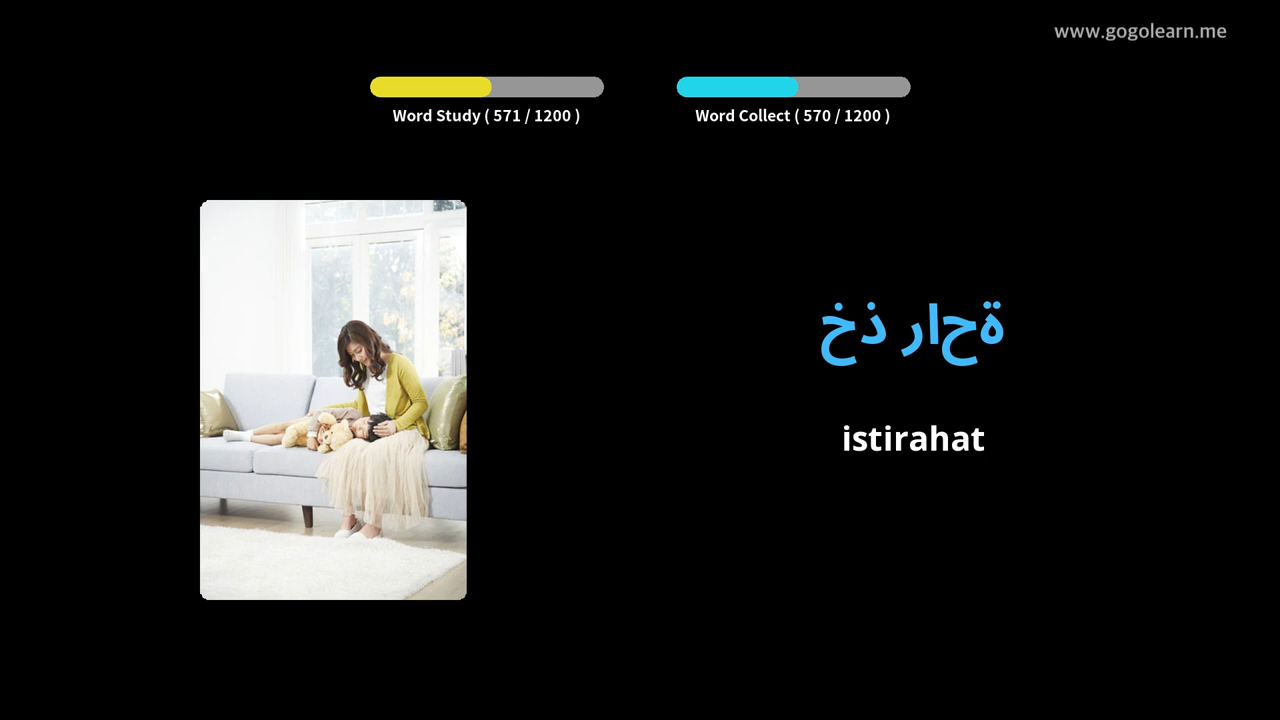 www.gogolearn.me
Word Study ( 571 / 1200 )
Word Collect ( 570 / 1200 )
ةحار ذخ
istirahat